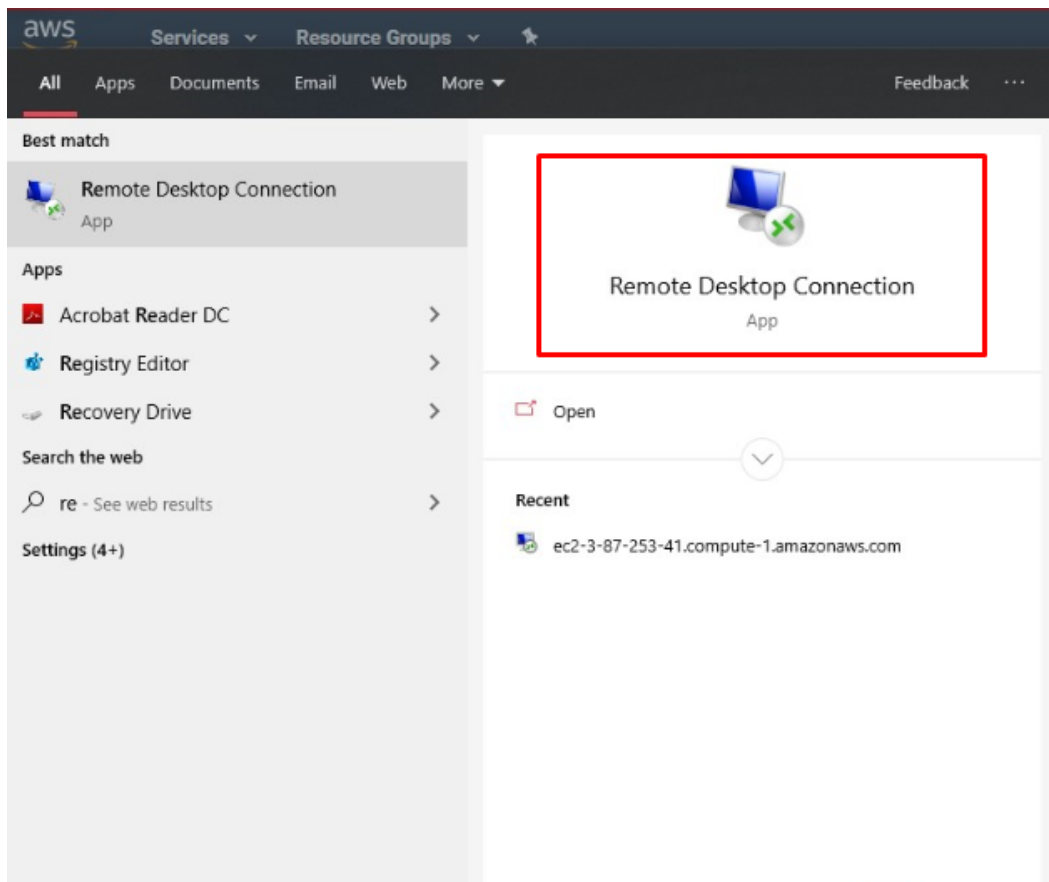 aws Services Resource Groups
All Apps Documents Email Web More Feedback ...
Best match
Remote Desktop Connection
App
Apps
Acrobat Reader DC
Registry Editor
Recovery Drive
Search the web
re - See web results
Settings (4+)
Remote Desktop Connection
App
Open
Recent
ec2-3-87-253-41.compute-1.amazonaws.com